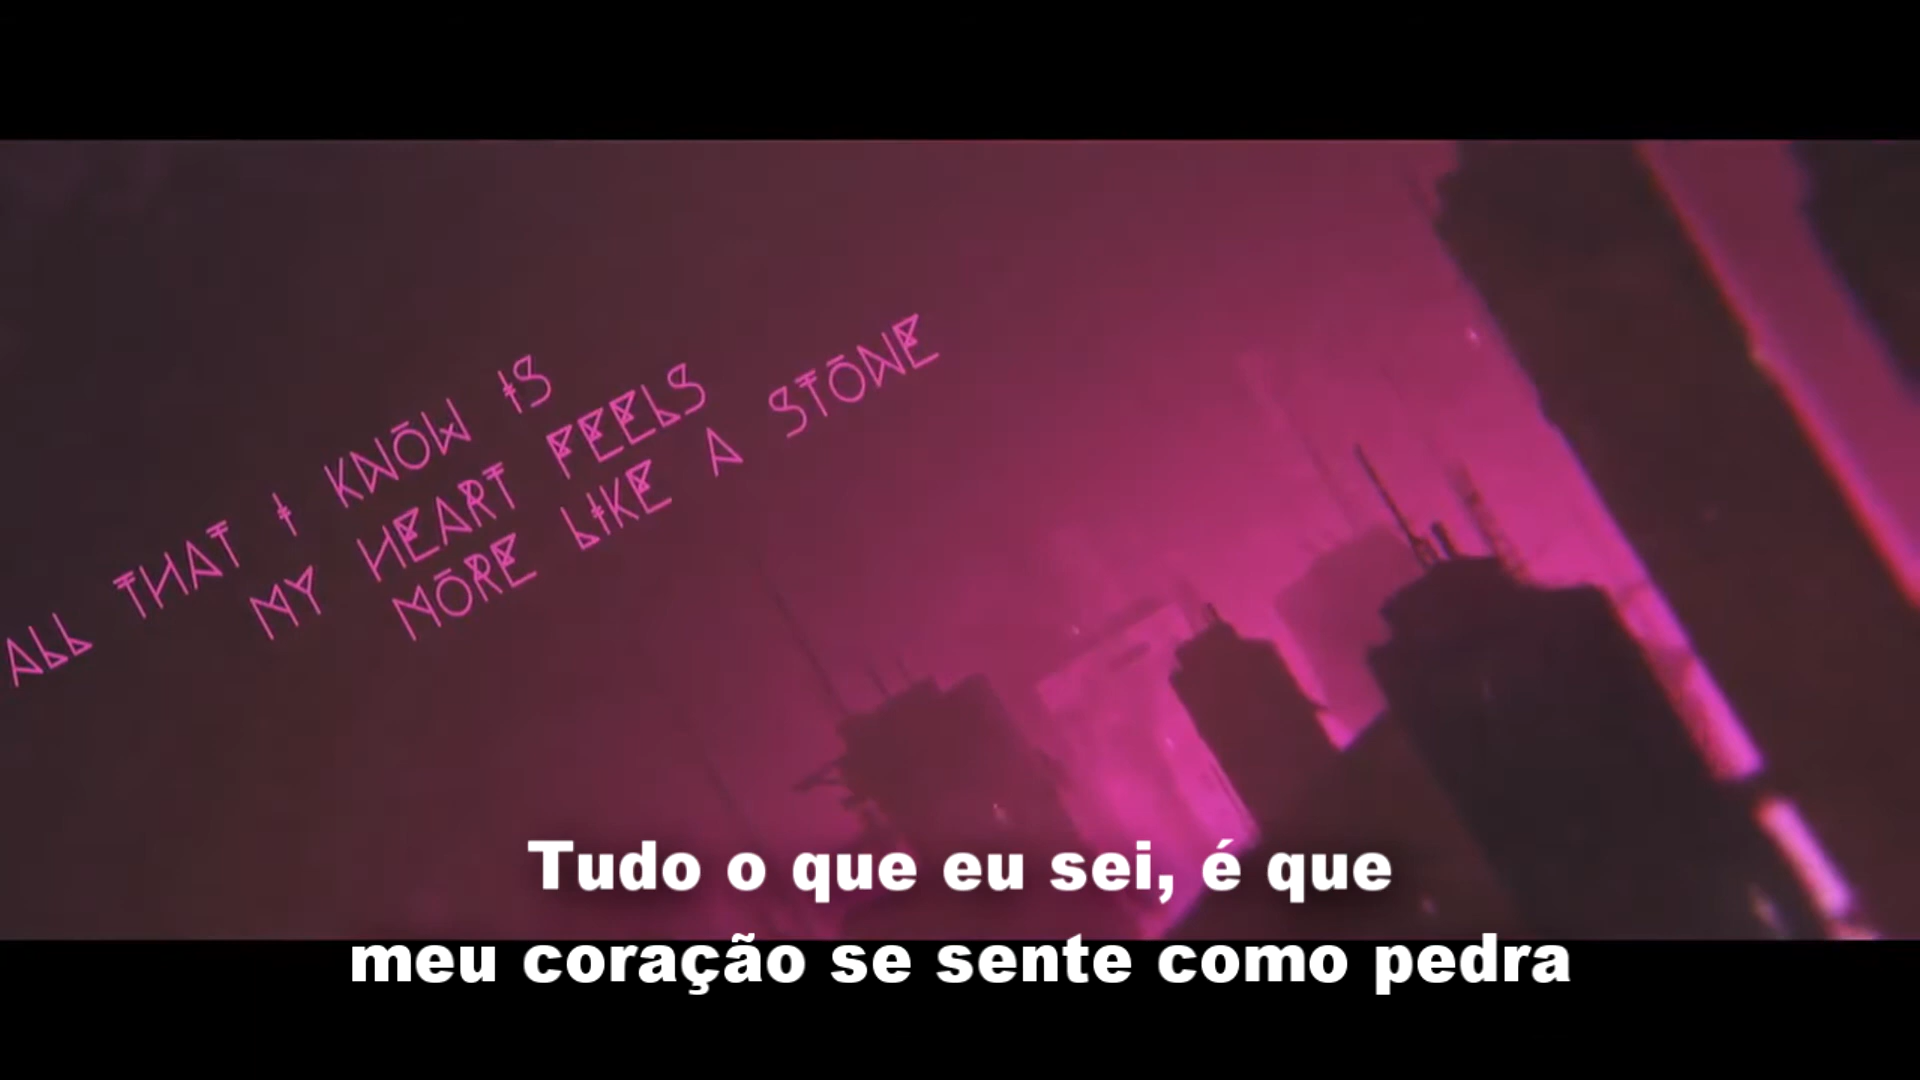 ALL THAT I KNOW IS
MY HEART FEELS
MORE LIKE A STONE
Tudo o que eu sei, é que
meu coração se sente como pedra